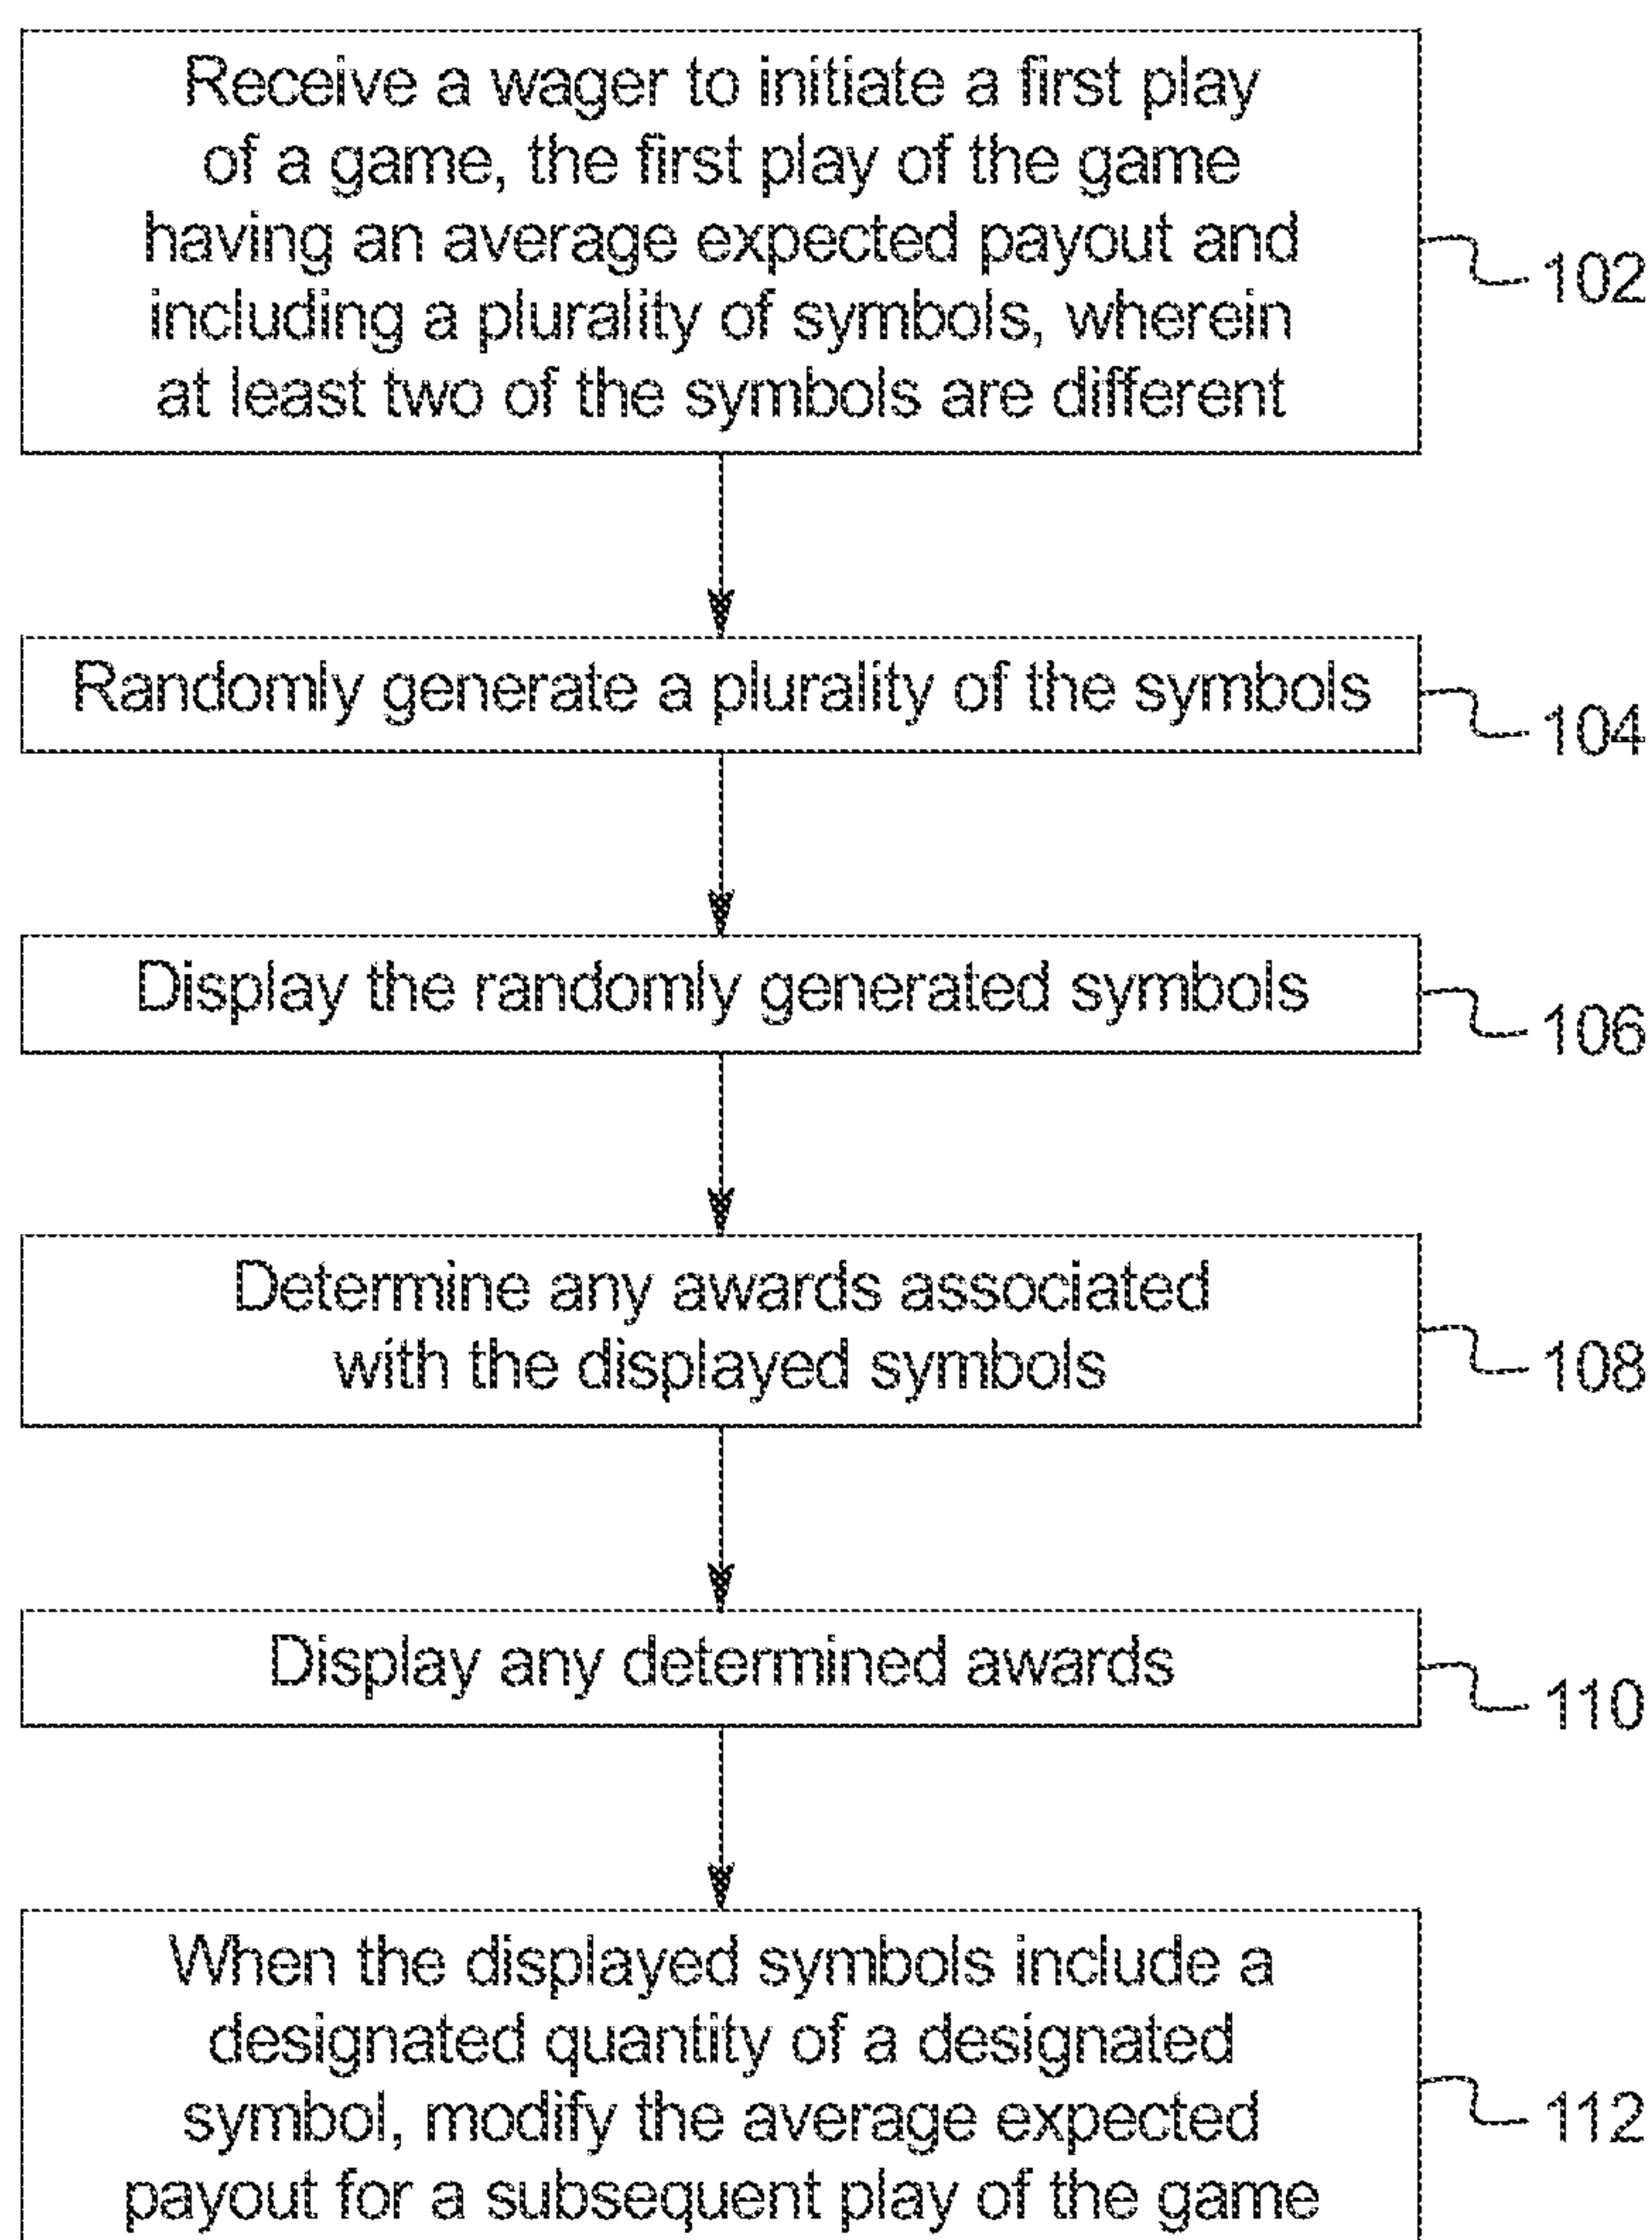 Receive a wager to initiate a first play
of a game, the first play of the game
having an average expected payout and
including a plurality of symbols, wherein
at least two of the symbols are different
102
Randomly generate a plurality of the symbols
104
Display the randomly generated symbols
106
Determine any awards associated
with the displayed symbols
108
Display any determined awards
110
When the displayed symbols include a
designated quantity of a designated
symbol, modify the average expected
payout for a subsequent play of the game
112